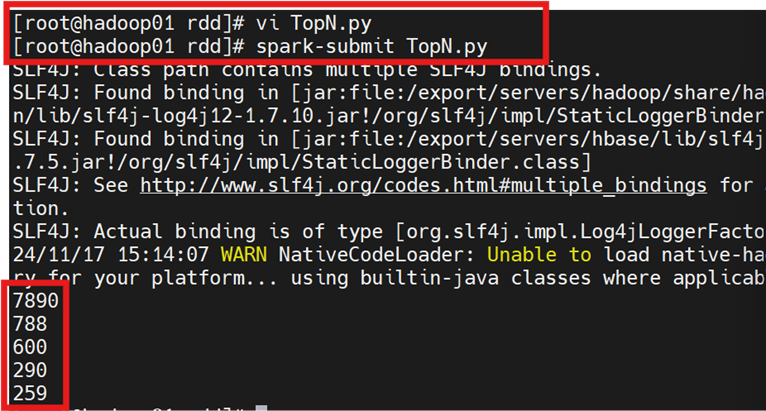 [root@hadoop01 rdd]# vi TopN.py
[root@hadoop01 rdd]# spark-submit TopN.py
SLF4J: Class path contains multiple SLF4J bindings.
SLF4J: Found binding in [jar:file:/export/servers/hadoop/share/had
n/lib/slf4j-log4j12-1.7.10.jar!/org/slf4j/impl/StaticLoggerBinder
SLF4J: Found binding in [jar:file:/export/servers/hbase/lib/slf4j
.7.5.jar!/org/slf4j/impl/StaticLoggerBinder.class]
SLF4J: See http://www.slf4j.org/codes.html#multiple_bindings for
tion.
SLF4J: Actual binding is of type [org.slf4j.impl.Log4jLoggerFacto
24/11/17 15:14:07 WARN NativeCodeLoader: Unable to load native-ha
ry for your platform... using builtin-java classes where applicab
7890
788
600
290
259